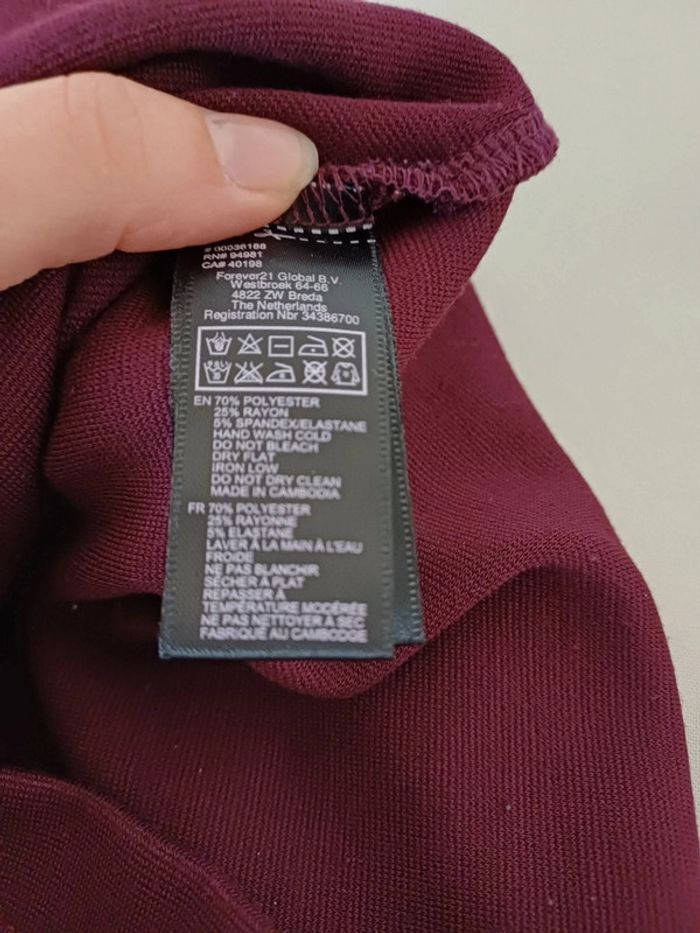 # 00036188
RN# 94981
CA# 40198
Forever21 Global B.V.
Westbroek 64-66
4822 ZW Breda
The Netherlands
Registration Nbr 34386700
EN 70% POLYESTER
25% RAYON
5% SPANDEX/ELASTANE
HAND WASH COLD
DO NOT BLEACH
DRY FLAT
IRON LOW
DO NOT DRY CLEAN
MADE IN CAMBODIA
FR 70% POLYESTER
25% RAYONNE
5% ELASTANE
LAVER À LA MAIN À L'EAU
FROIDE
NE PAS BLANCHIR
SÉCHER À PLAT
REPASSER À
TEMPÉRATURE MODÉRÉE
NE PAS NETTOYER À SEC
FABRIQUÉ AU CAMBODGE